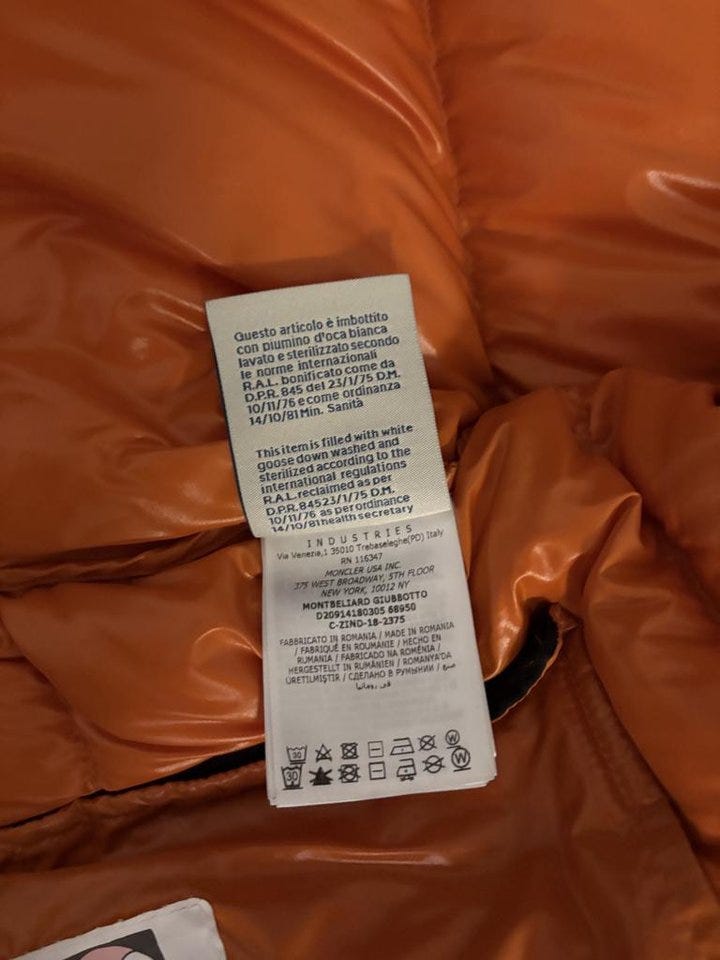 Questo articolo è imbottito
con piumino d'oca bianca
lavato e sterilizzato secondo
le norme internazionali
R.A.L. bonificato come da
D.P.R. 845 del 23/1/75 D.M.
10/11/76 e come ordinanza
14/10/81 Min. Sanità
This item is filled with white
goose down washed and
sterilized according to the
international regulations
R.A.L. reclaimed as per
D.P.R.84523/1/75 D.M.
10/11/76 as per ordinance
14/10/81 health secretary
INDUSTRIES
Via Venezia,1 35010 Trebaseleghe(PD) Italy
RN 116347
MONCLER USA INC.
375 WEST BROADWAY, 5TH FLOOR
NEW YORK, 10012 NY
MONTBELIARD GIUBBOTTO
D20914180305 68950
C-ZIND-18-2375
FABBRICATO IN ROMANIA / MADE IN ROMANIA
/ FABRIQUÉ EN ROUMANIE / HECHO EN
RUMANIA / FABRICADO NA ROMÉNIA /
HERGESTELLT IN RUMÄNIEN / ROMANYA'DA
ÜRETILMIŞTIR / СДЕЛАНО В РУМЫНИИ / صنع
في رومانيا
30 W
30 W